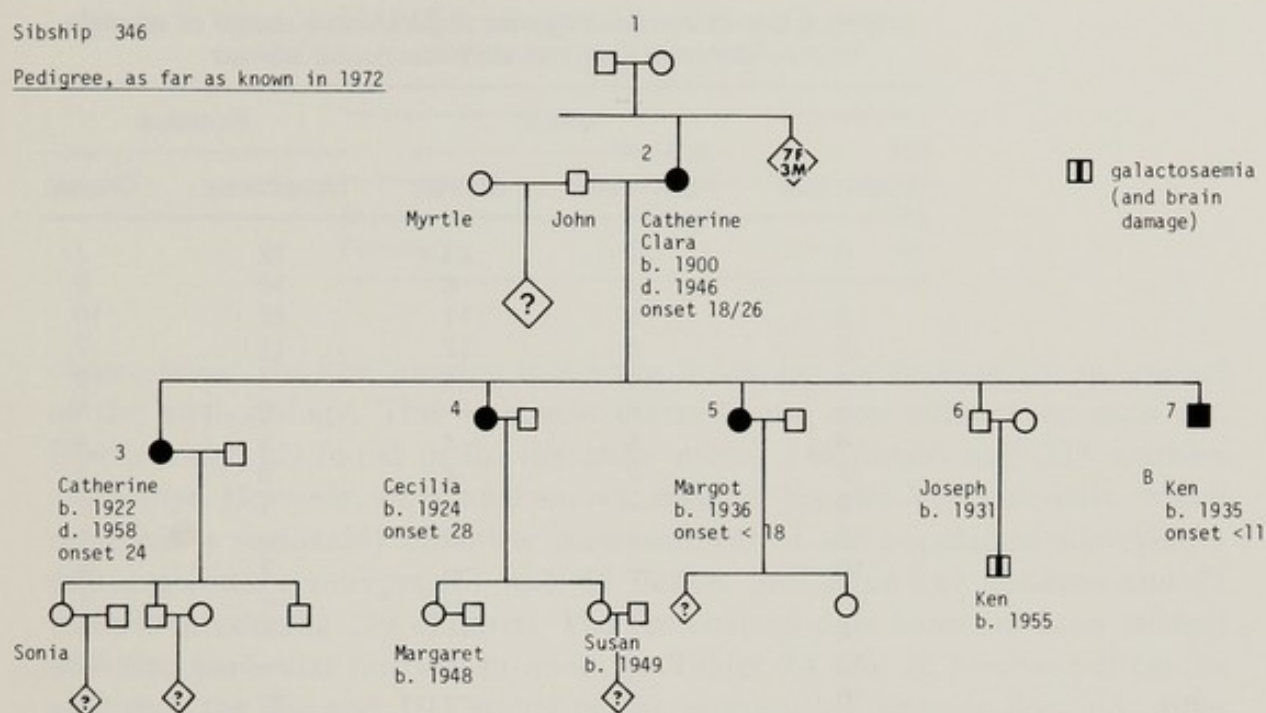 Sibship 346
Pedigree, as far as known in 1972
1
2
7F
3M
galactosaemia
(and brain
damage)
Myrtle
John
Catherine
Clara
b. 1900
d. 1946
onset 18/26
?
3
Catherine
b. 1922
d. 1958
onset 24
4
Cecilia
b. 1924
onset 28
5
Margot
b. 1936
onset < 18
6
Joseph
b. 1931
7
B Ken
b. 1935
onset <11
Sonia
?
?
Margaret
b. 1948
Susan
b. 1949
?
?
Ken
b. 1955